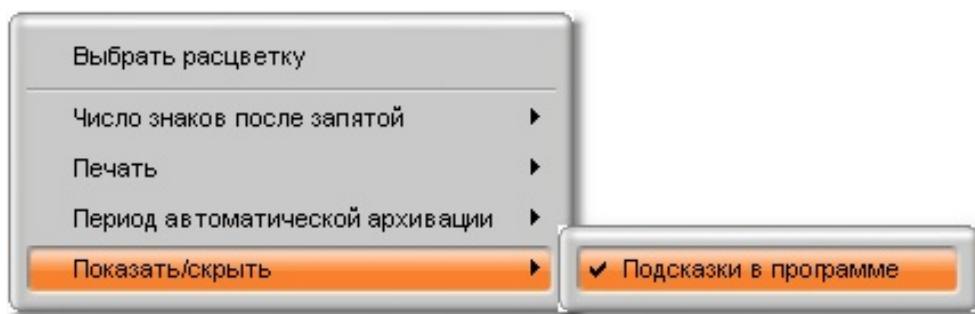 Выбрать расцветку
Число знаков после запятой
Печать
Период автоматической архивации
Показать/скрыть
Подсказки в программе